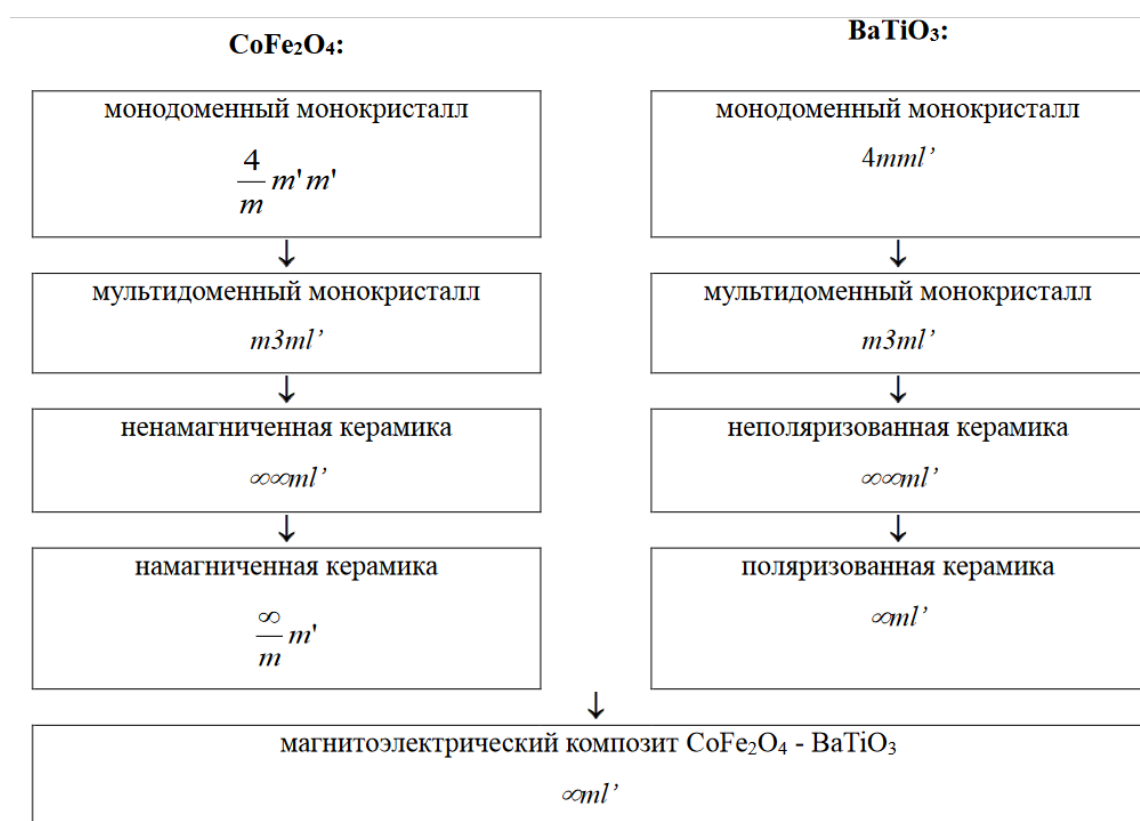 CoFe₂O₄:
монодоменный монокристалл
4/m m'm'
мультидоменный монокристалл
m3ml’
ненамагниченная керамика
∞∞ml’
намагниченная керамика
∞/m m'
BaTiO₃:
монодоменный монокристалл
4mml’
мультидоменный монокристалл
m3ml’
неполяризованная керамика
∞∞ml’
поляризованная керамика
∞ml’
магнитоэлектрический композит CoFe₂O₄ - BaTiO₃
∞ml’